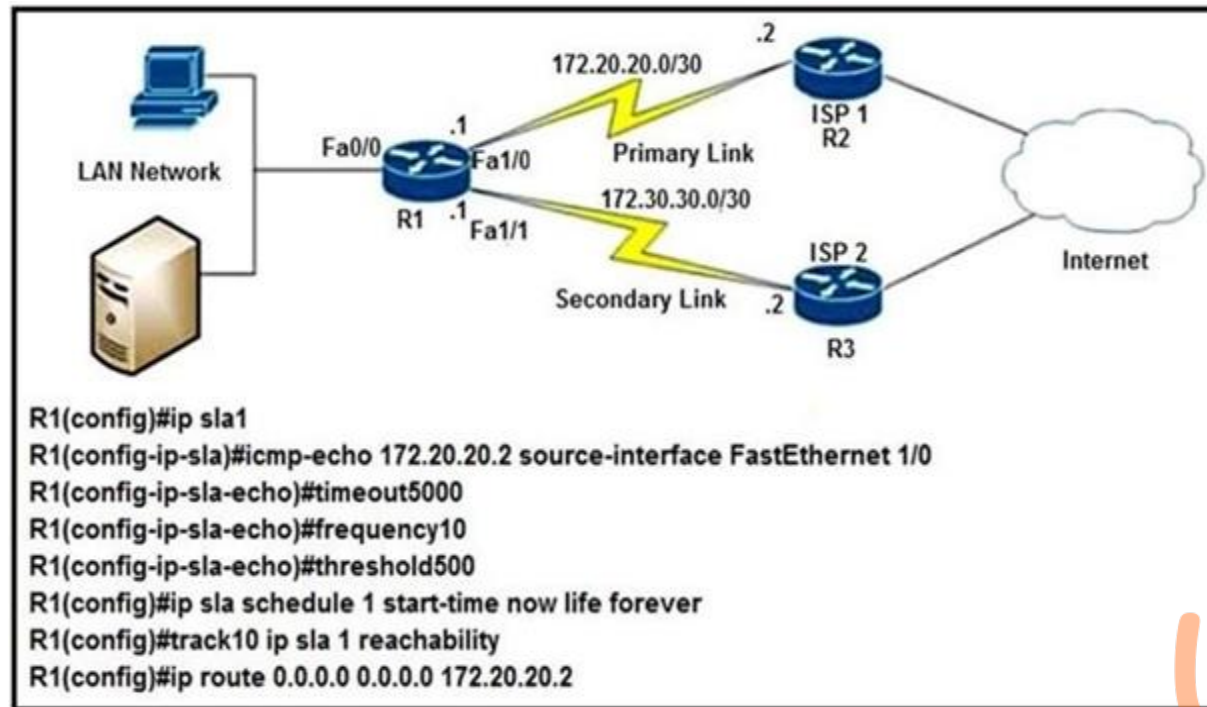 .2
172.20.20.0/30
ISP 1
R2
.1
Fa0/0
Fa1/0
Primary Link
LAN Network
172.30.30.0/30
R1
.1
Fa1/1
ISP 2
Internet
Secondary Link
.2
R3
R1(config)#ip sla1
R1(config-ip-sla)#icmp-echo 172.20.20.2 source-interface FastEthernet 1/0
R1(config-ip-sla-echo)#timeout5000
R1(config-ip-sla-echo)#frequency10
R1(config-ip-sla-echo)#threshold500
R1(config)#ip sla schedule 1 start-time now life forever
R1(config)#track10 ip sla 1 reachability
R1(config)#ip route 0.0.0.0 0.0.0.0 172.20.20.2